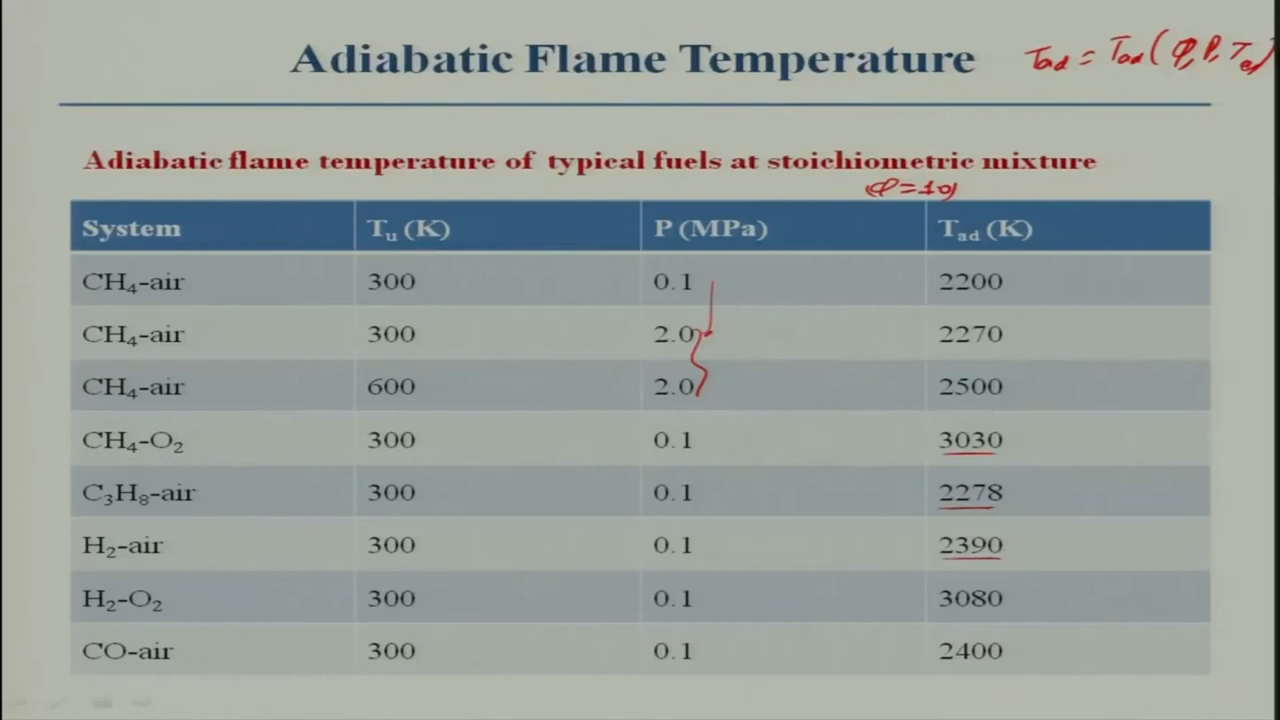 Adiabatic Flame Temperature
Tad = Tad (φ, P, Te)
Adiabatic flame temperature of typical fuels at stoichiometric mixture
System Tu (K) P (MPa) Tad (K)
CH4-air 300 0.1 2200
CH4-air 300 2.0 2270
CH4-air 600 2.0 2500
CH4-O2 300 0.1 3030
C3H8-air 300 0.1 2278
H2-air 300 0.1 2390
H2-O2 300 0.1 3080
CO-air 300 0.1 2400